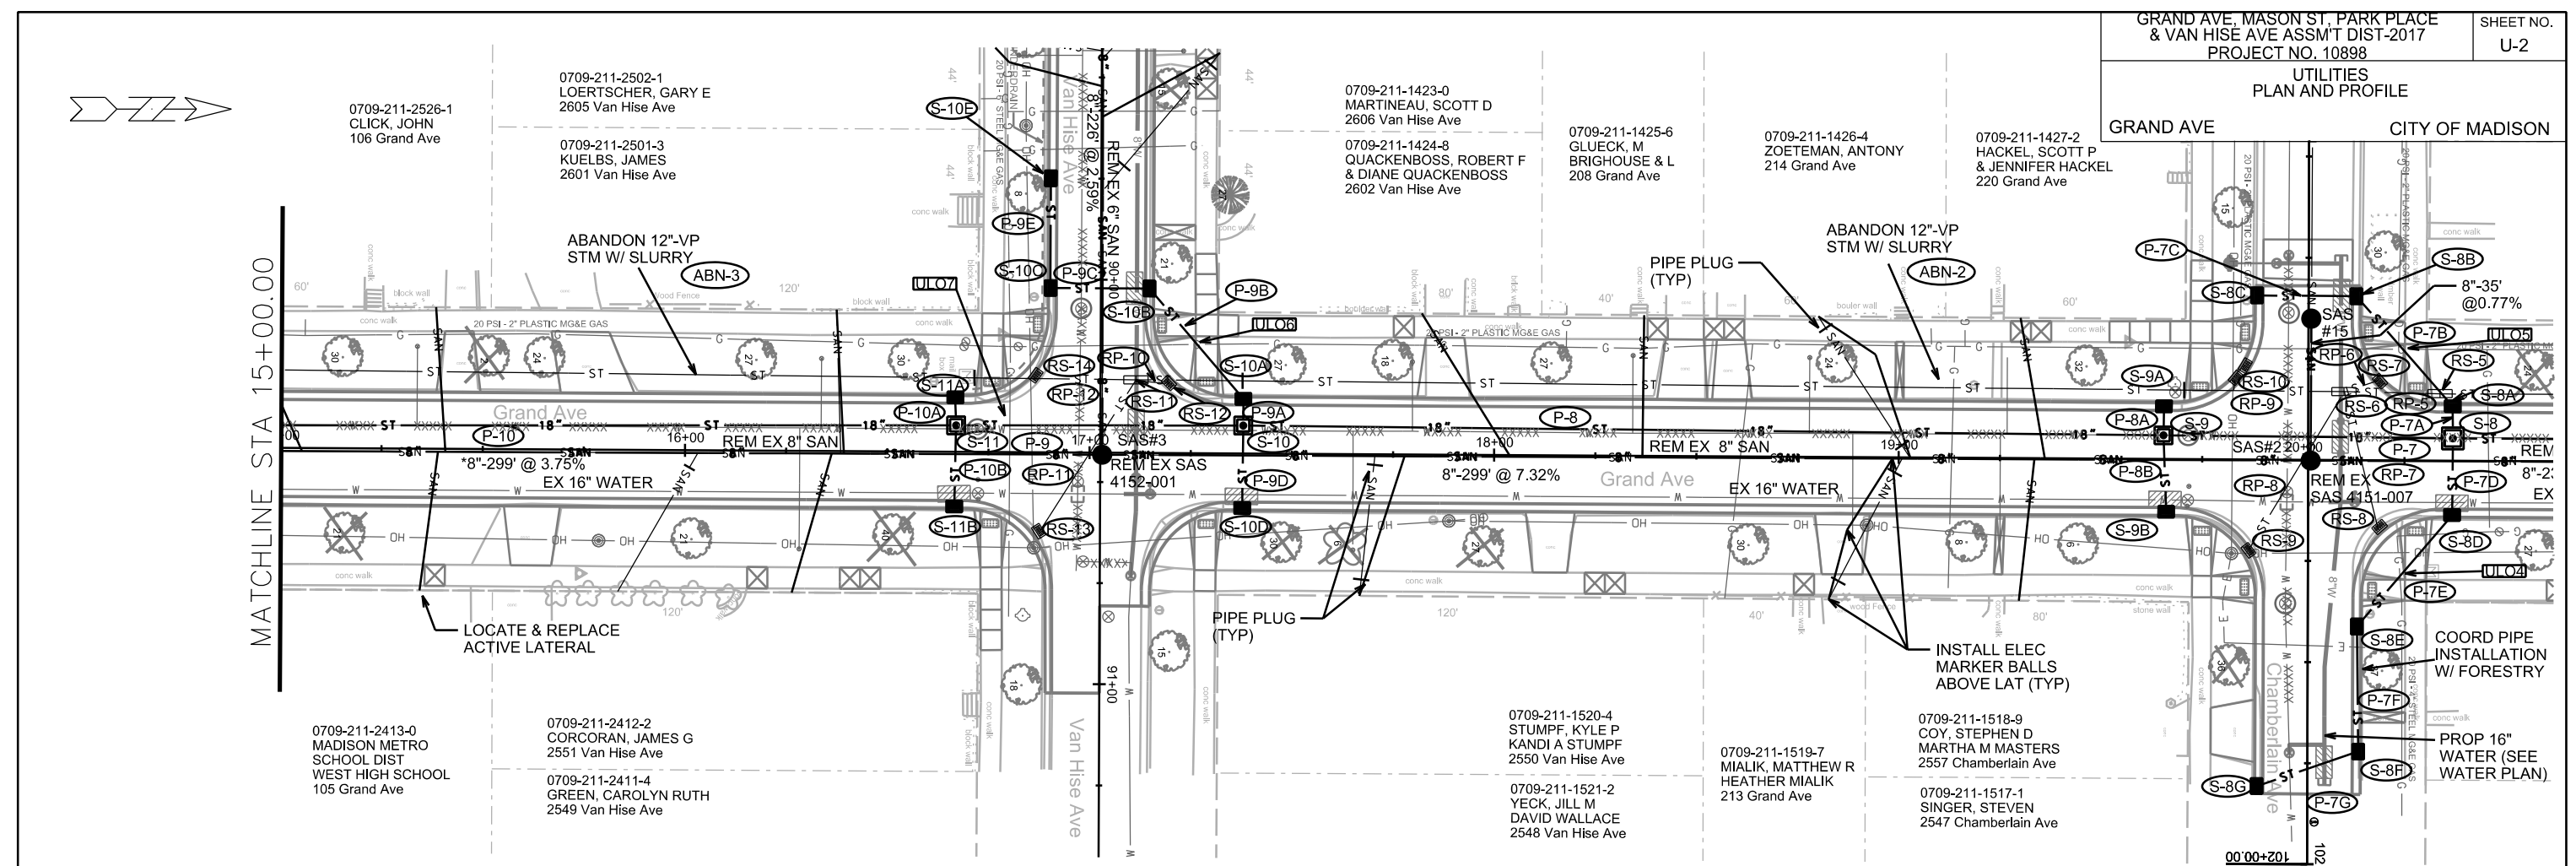 GRAND AVE, MASON ST, PARK PLACE
& VAN HISE AVE ASSM'T DIST-2017
PROJECT NO. 10898
SHEET NO.
U-2
UTILITIES
PLAN AND PROFILE
GRAND AVE
CITY OF MADISON
0709-211-2526-1
CLICK, JOHN
106 Grand Ave
0709-211-2502-1
LOERTSCHER, GARY E
2605 Van Hise Ave
0709-211-2501-3
KUELBS, JAMES
2601 Van Hise Ave
0709-211-1423-0
MARTINEAU, SCOTT D
2606 Van Hise Ave
0709-211-1424-8
QUACKENBOSS, ROBERT F
& DIANE QUACKENBOSS
2602 Van Hise Ave
0709-211-1425-6
GLUECK, M
BRIGHOUSE & L
208 Grand Ave
0709-211-1426-4
ZOETEMAN, ANTONY
214 Grand Ave
0709-211-1427-2
HACKEL, SCOTT P
& JENNIFER HACKEL
220 Grand Ave
MATCHLINE STA 15+00.00
ABANDON 12"-VP
STM W/ SLURRY
ABN-3
ULO7
S-10E
P-9E
S-10C
P-9C
S-10B
P-9B
ULO6
8"-226' @ 2.59%
REM EX 6" SAN
90+00
Van Hise Ave
PIPE PLUG
(TYP)
ABANDON 12"-VP
STM W/ SLURRY
ABN-2
P-7C
S-8C
S-8B
8"-35'
@0.77%
SAS
#15
P-7B
ULO5
RP-6
RS-7
RS-5
20 PSI - 2" PLASTIC MG&E GAS
20 PSI - 2" PLASTIC MG&E GAS
S-11A
P-10A
RS-14
RP-10
RP-12
RS-11
RS-12
S-10A
P-9A
P-8
S-9A
P-8A
S-9
RS-10
RP-9
RS-6
RP-5
S-8A
P-7A
S-8
Grand Ave
P-10
16+00
REM EX 8" SAN
S-11
P-9
17+00
SAS#3
S-10
18+00
REM EX 8" SAN
19+00
SAS#2
20+00
P-7
*8"-299' @ 3.75%
EX 16" WATER
P-10B
RP-11
REM EX SAS
4152-001
P-9D
8"-299' @ 7.32%
Grand Ave
EX 16" WATER
P-8B
RP-8
REM EX
SAS 4151-007
RP-7
P-7D
S-11B
RS-13
S-10D
S-9B
RS-9
RS-8
S-8D
ULO4
P-7E
LOCATE & REPLACE
ACTIVE LATERAL
PIPE PLUG
(TYP)
INSTALL ELEC
MARKER BALLS
ABOVE LAT (TYP)
S-8E
COORD PIPE
INSTALLATION
W/ FORESTRY
P-7F
PROP 16"
WATER (SEE
WATER PLAN)
S-8F
S-8G
P-7G
Chamberlain Ave
91+00
Van Hise Ave
0709-211-2413-0
MADISON METRO
SCHOOL DIST
WEST HIGH SCHOOL
105 Grand Ave
0709-211-2412-2
CORCORAN, JAMES G
2551 Van Hise Ave
0709-211-2411-4
GREEN, CAROLYN RUTH
2549 Van Hise Ave
0709-211-1520-4
STUMPF, KYLE P
KANDI A STUMPF
2550 Van Hise Ave
0709-211-1521-2
YECK, JILL M
DAVID WALLACE
2548 Van Hise Ave
0709-211-1519-7
MIALIK, MATTHEW R
HEATHER MIALIK
213 Grand Ave
0709-211-1518-9
COY, STEPHEN D
MARTHA M MASTERS
2557 Chamberlain Ave
0709-211-1517-1
SINGER, STEVEN
2547 Chamberlain Ave
102+00.00